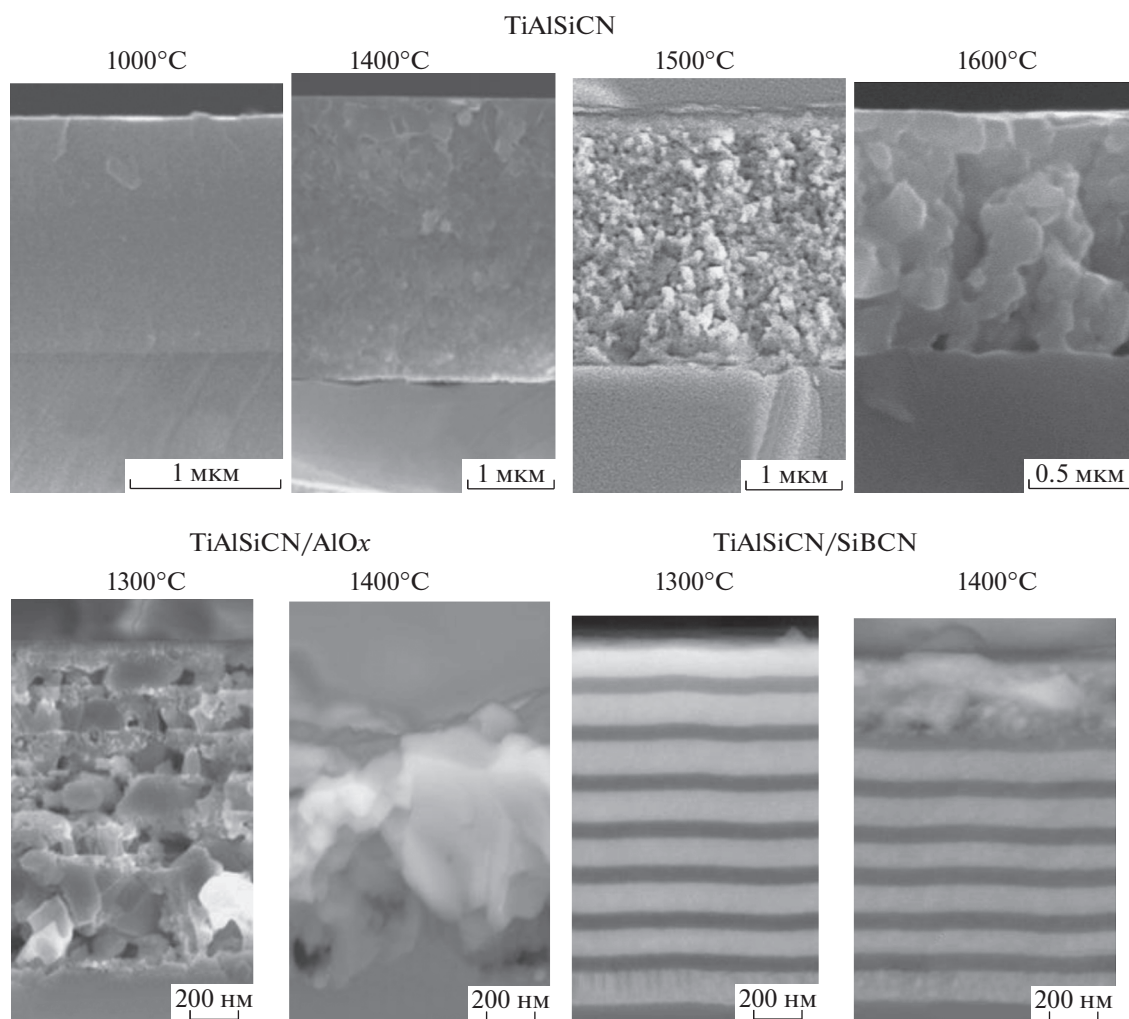 TiAlSiCN
1000°C 1400°C 1500°C 1600°C
1 мкм 1 мкм 1 мкм 0.5 мкм
TiAlSiCN/AlOx TiAlSiCN/SiBCN
1300°C 1400°C 1300°C 1400°C
200 нм 200 нм 200 нм 200 нм